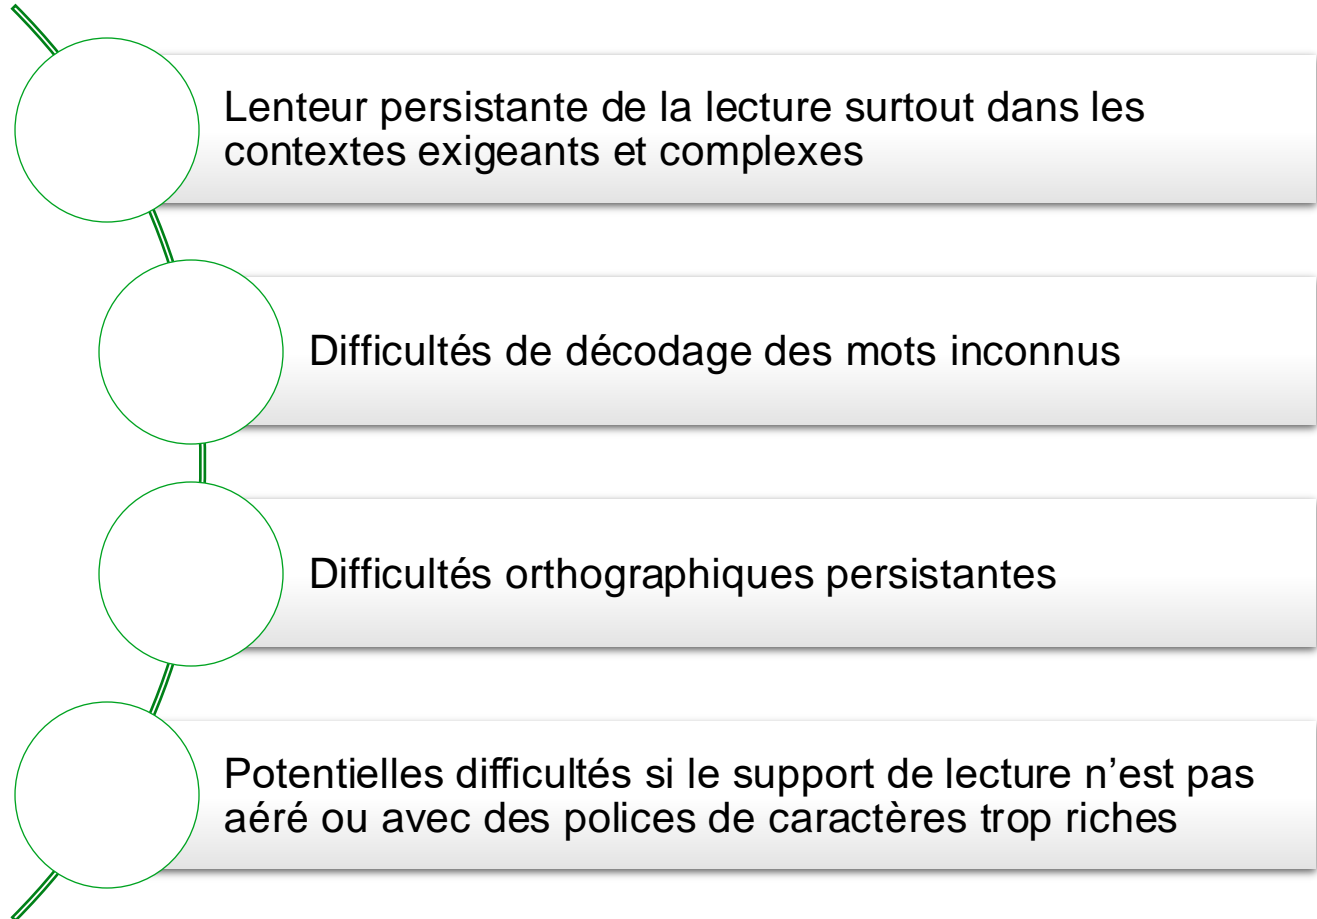 Lenteur persistante de la lecture surtout dans les
contextes exigeants et complexes
Difficultés de décodage des mots inconnus
Difficultés orthographiques persistantes
Potentielles difficultés si le support de lecture n’est pas
aéré ou avec des polices de caractères trop riches